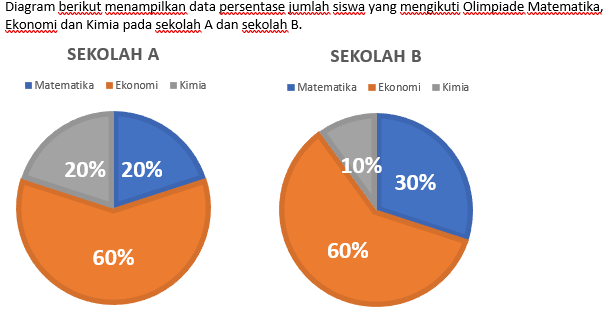 Diagram berikut menampilkan data persentase jumlah siswa yang mengikuti Olimpiade Matematika,
Ekonomi dan Kimia pada sekolah A dan sekolah B.
SEKOLAH A
Matematika Ekonomi Kimia
20% 20%
60%
SEKOLAH B
Matematika Ekonomi Kimia
10%
30%
60%